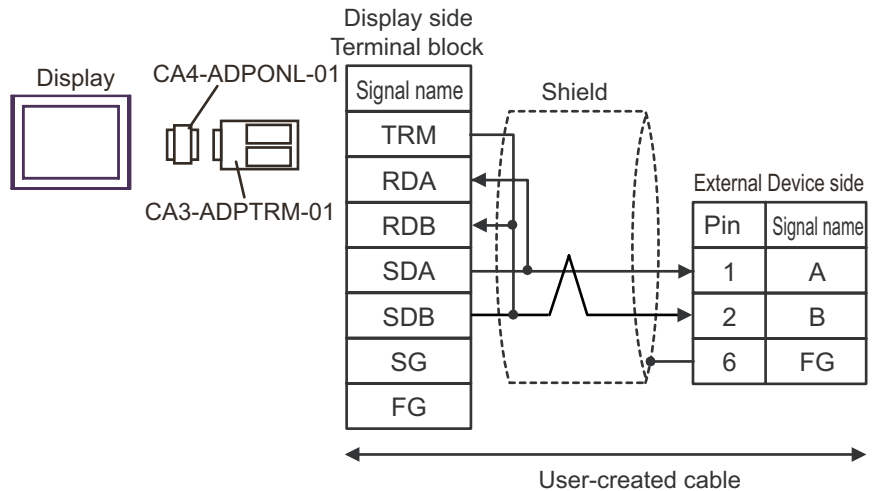 Display side
Terminal block
Display
CA4-ADPONL-01
CA3-ADPTRM-01
Signal name
TRM
RDA
RDB
SDA
SDB
SG
FG
Shield
External Device side
Pin Signal name
1 A
2 B
6 FG
User-created cable